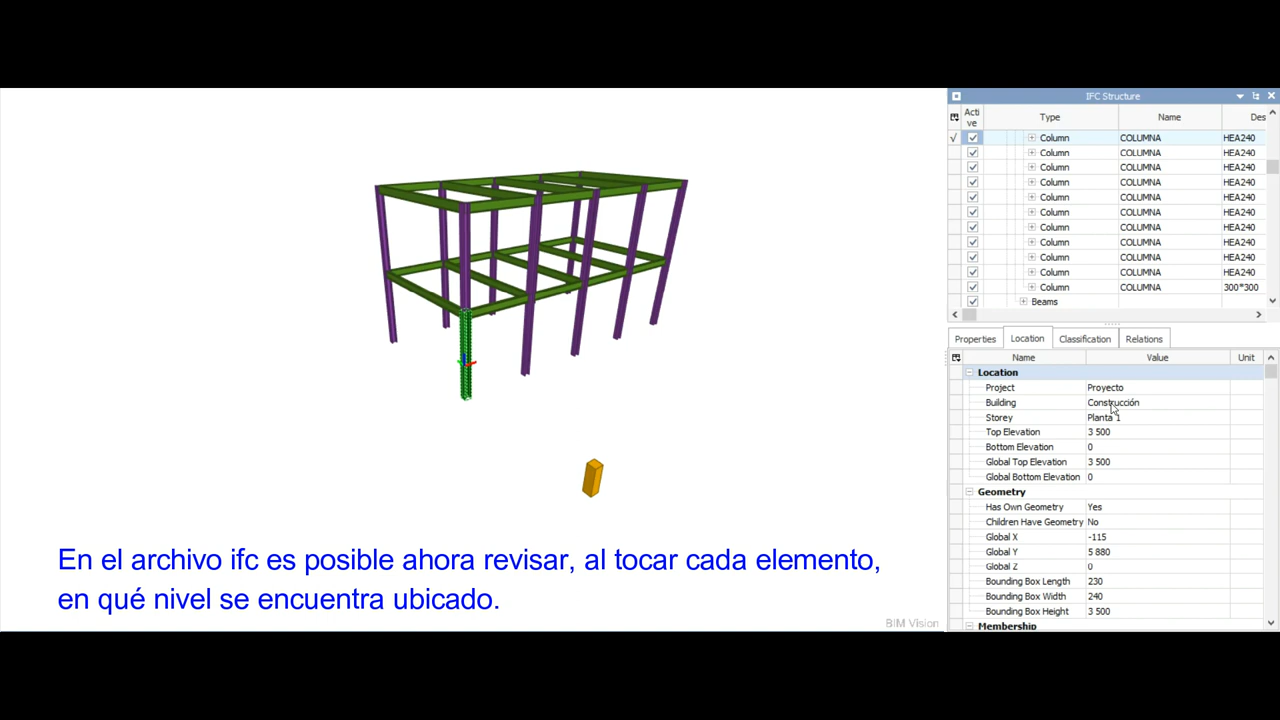 IFC Structure
Acti
ve
Type Name Des
Column COLUMNA HEA240
Column COLUMNA HEA240
Column COLUMNA HEA240
Column COLUMNA HEA240
Column COLUMNA HEA240
Column COLUMNA HEA240
Column COLUMNA HEA240
Column COLUMNA HEA240
Column COLUMNA HEA240
Column COLUMNA HEA240
Column COLUMNA 300*300
Beams
Properties Location Classification Relations
Name Value Unit
Location
Project Proyecto
Building Construcción
Storey Planta 1
Top Elevation 3 500
Bottom Elevation 0
Global Top Elevation 3 500
Global Bottom Elevation 0
Geometry
Has Own Geometry Yes
Children Have Geometry No
Global X -115
Global Y 5 880
Global Z 0
Bounding Box Length 230
Bounding Box Width 240
Bounding Box Height 3 500
Membership
En el archivo ifc es posible ahora revisar, al tocar cada elemento,
en qué nivel se encuentra ubicado.
BIM Vision